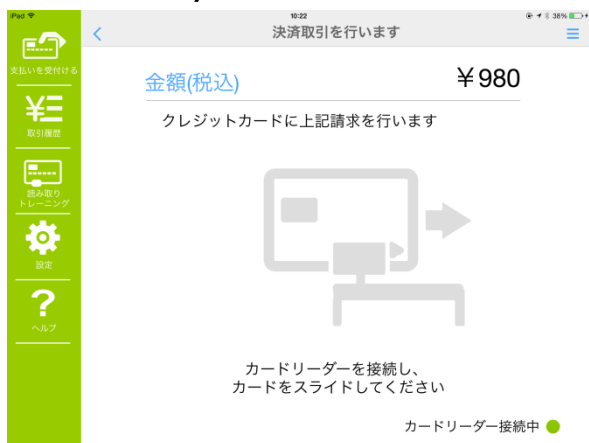 iPad
10:22
38%
決済取引を行います
支払いを受付ける
¥
取引履歴
読み取り
トレーニング
設定
?
ヘルプ
金額(税込)
¥980
クレジットカードに上記請求を行います
カードリーダーを接続し、
カードをスライドしてください
カードリーダー接続中